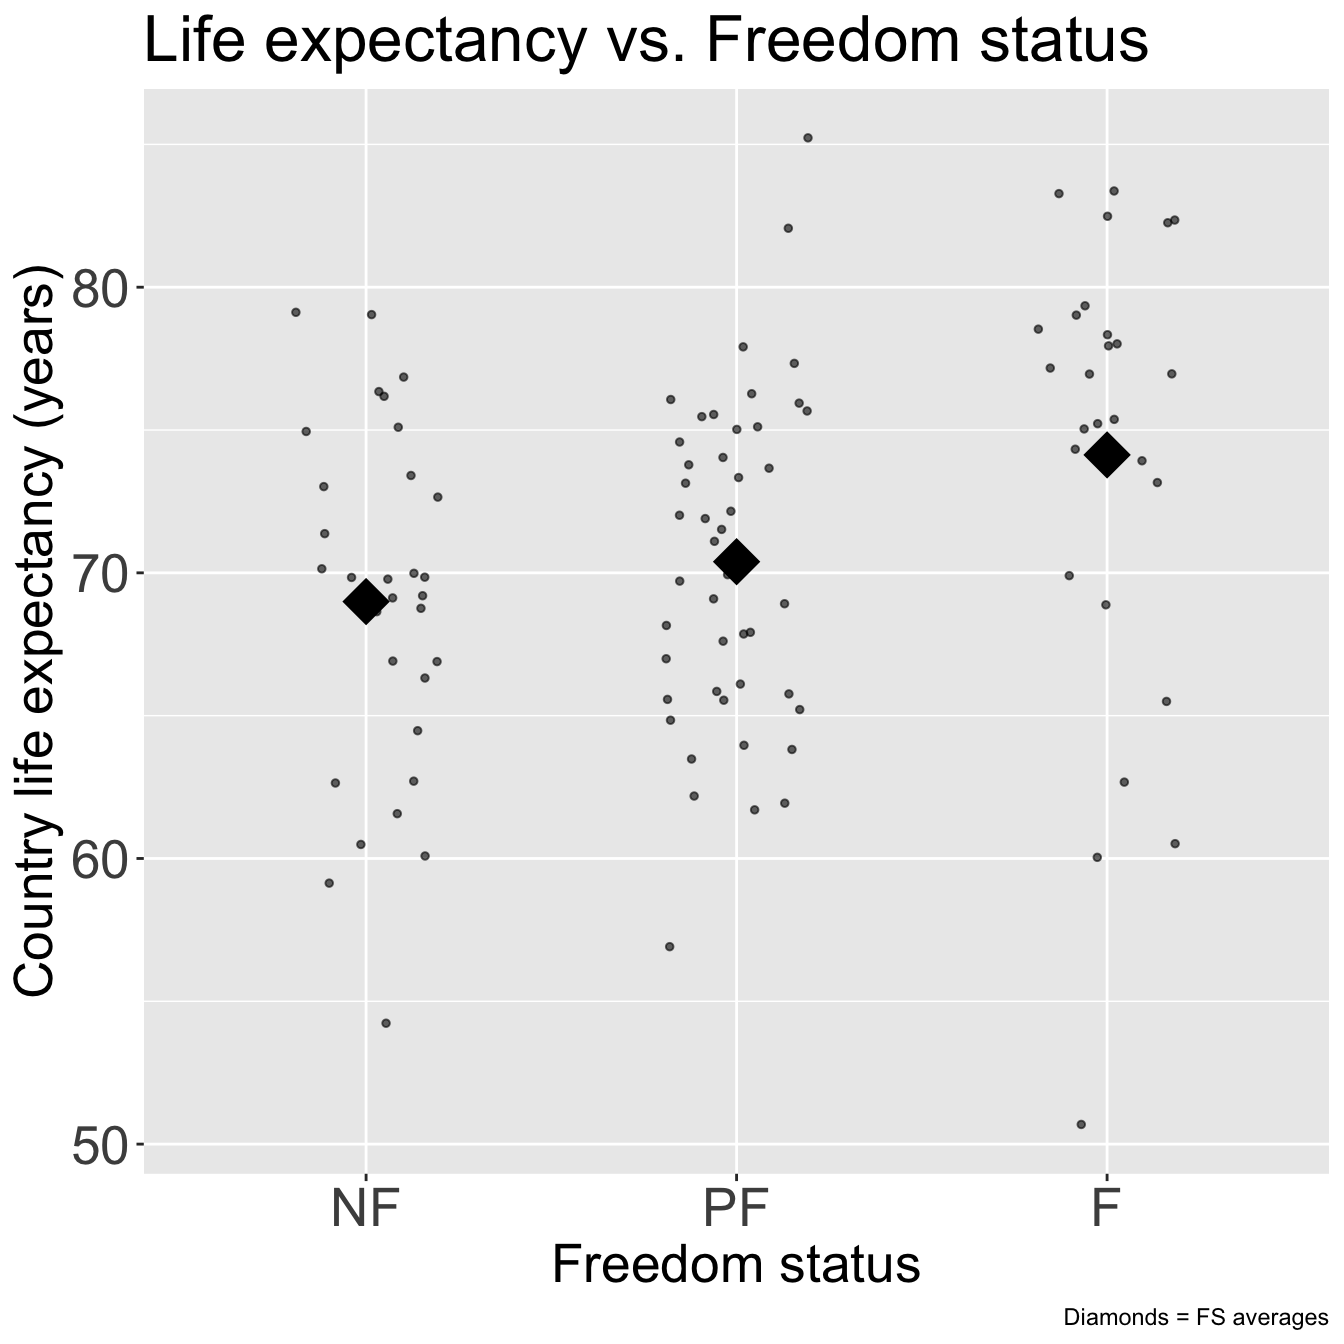 Life expectancy vs. Freedom status
Country life expectancy (years)
80
70
60
50
NF PF F
Freedom status
Diamonds = FS averages